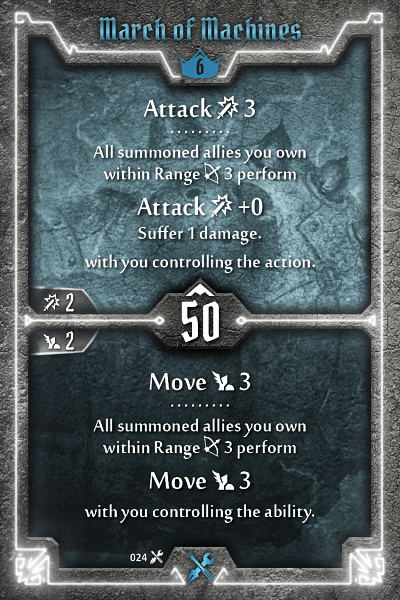 March of Machines
6
Attack 3
All summoned allies you own
within Range 3 perform
Attack +0
Suffer 1 damage.
with you controlling the action.
2
50
2
Move 3
All summoned allies you own
within Range 3 perform
Move 3
with you controlling the ability.
024